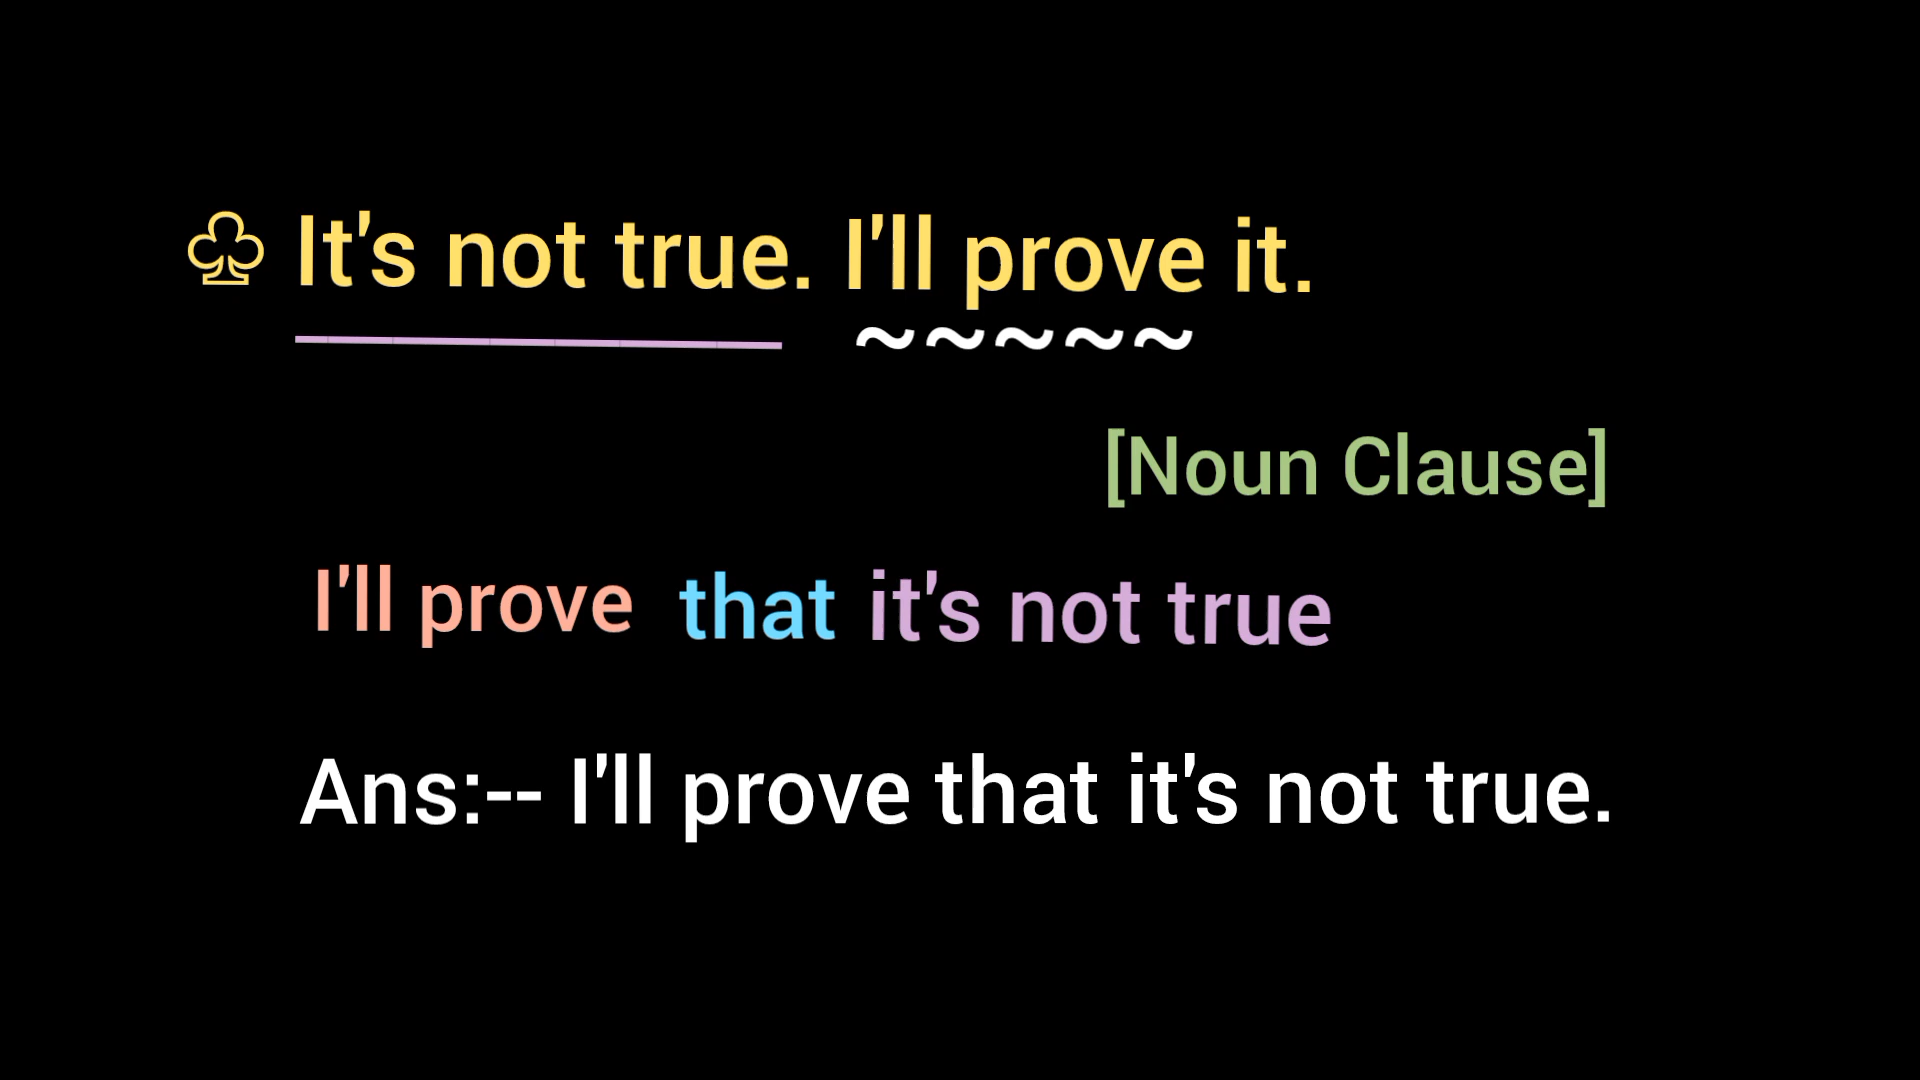 ♧ It's not true. I'll prove it.
~~~~~
[Noun Clause]
I'll prove that it's not true
Ans:-- I'll prove that it's not true.